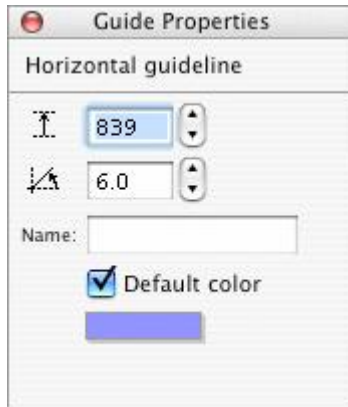 Guide Properties
Horizontal guideline
839
6.0
Name:
Default color